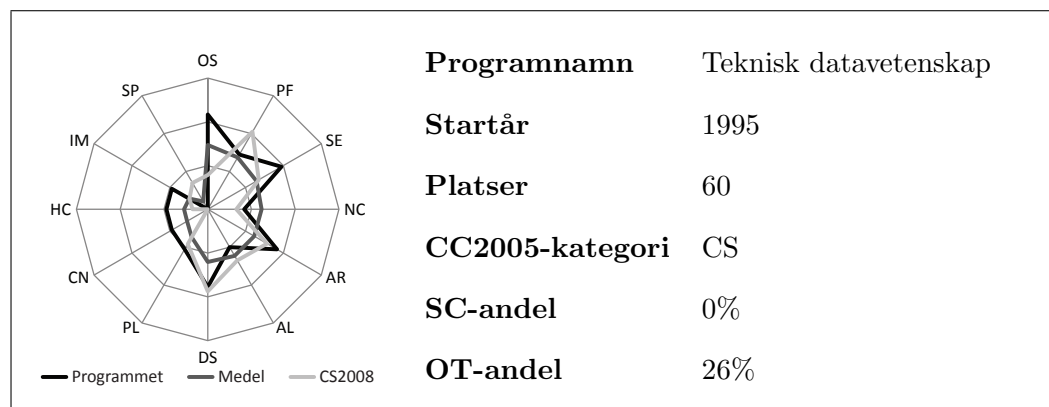 OS
SP
PF
IM
SE
HC
NC
CN
AR
PL
AL
DS
Programmet Medel CS2008
Programnamn Teknisk datavetenskap
Startår 1995
Platser 60
CC2005-kategori CS
SC-andel 0%
OT-andel 26%